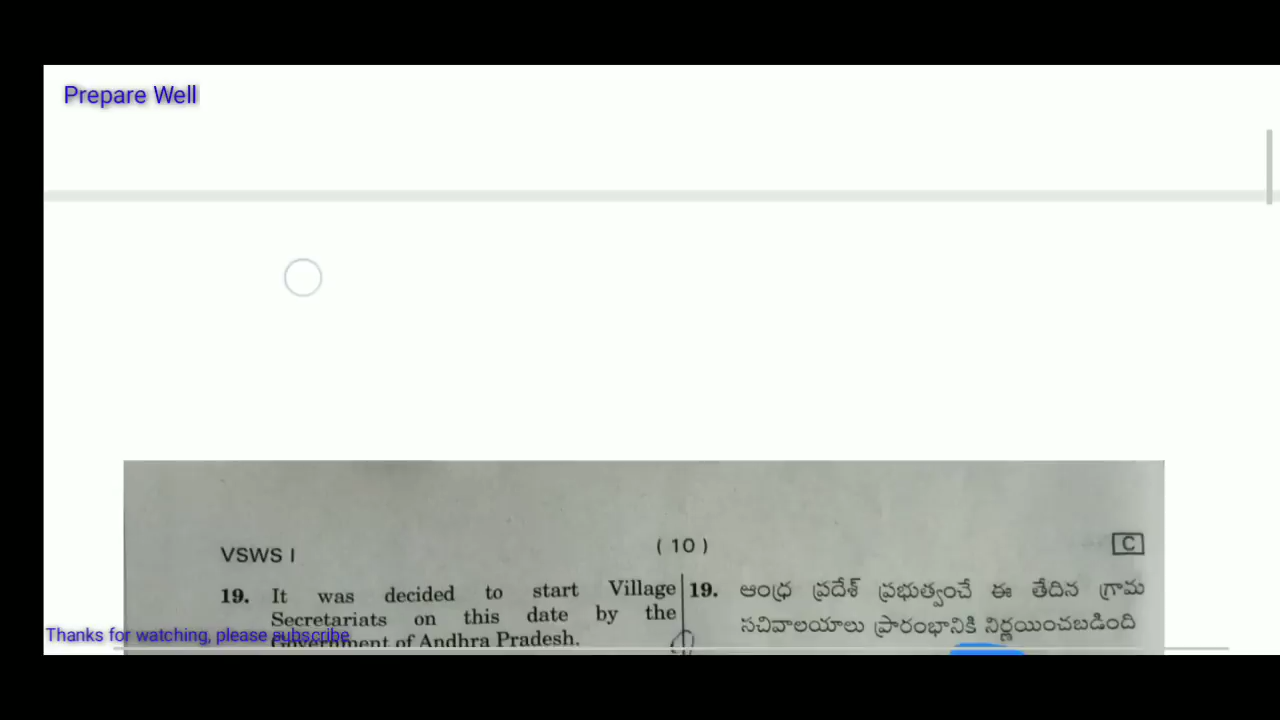 Prepare Well
VSWS I
( 10 )
C
19. It was decided to start Village
Secretariats on this date by the
Government of Andhra Pradesh.
19. ఆంధ్ర ప్రదేశ్ ప్రభుత్వంచే ఈ తేదిన గ్రామ
సచివాలయాలు ప్రారంభానికి నిర్ణయించబడింది
Thanks for watching, please subscribe